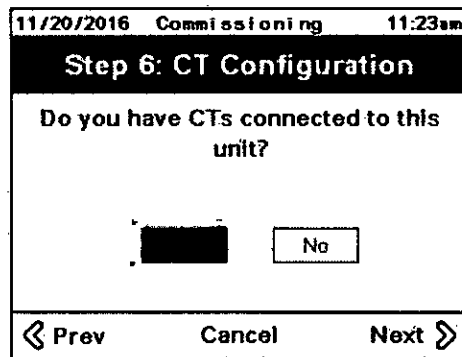 11/20/2016 Commissioning 11:23am
Step 6: CT Configuration
Do you have CTs connected to this
unit?
No
Prev Cancel Next